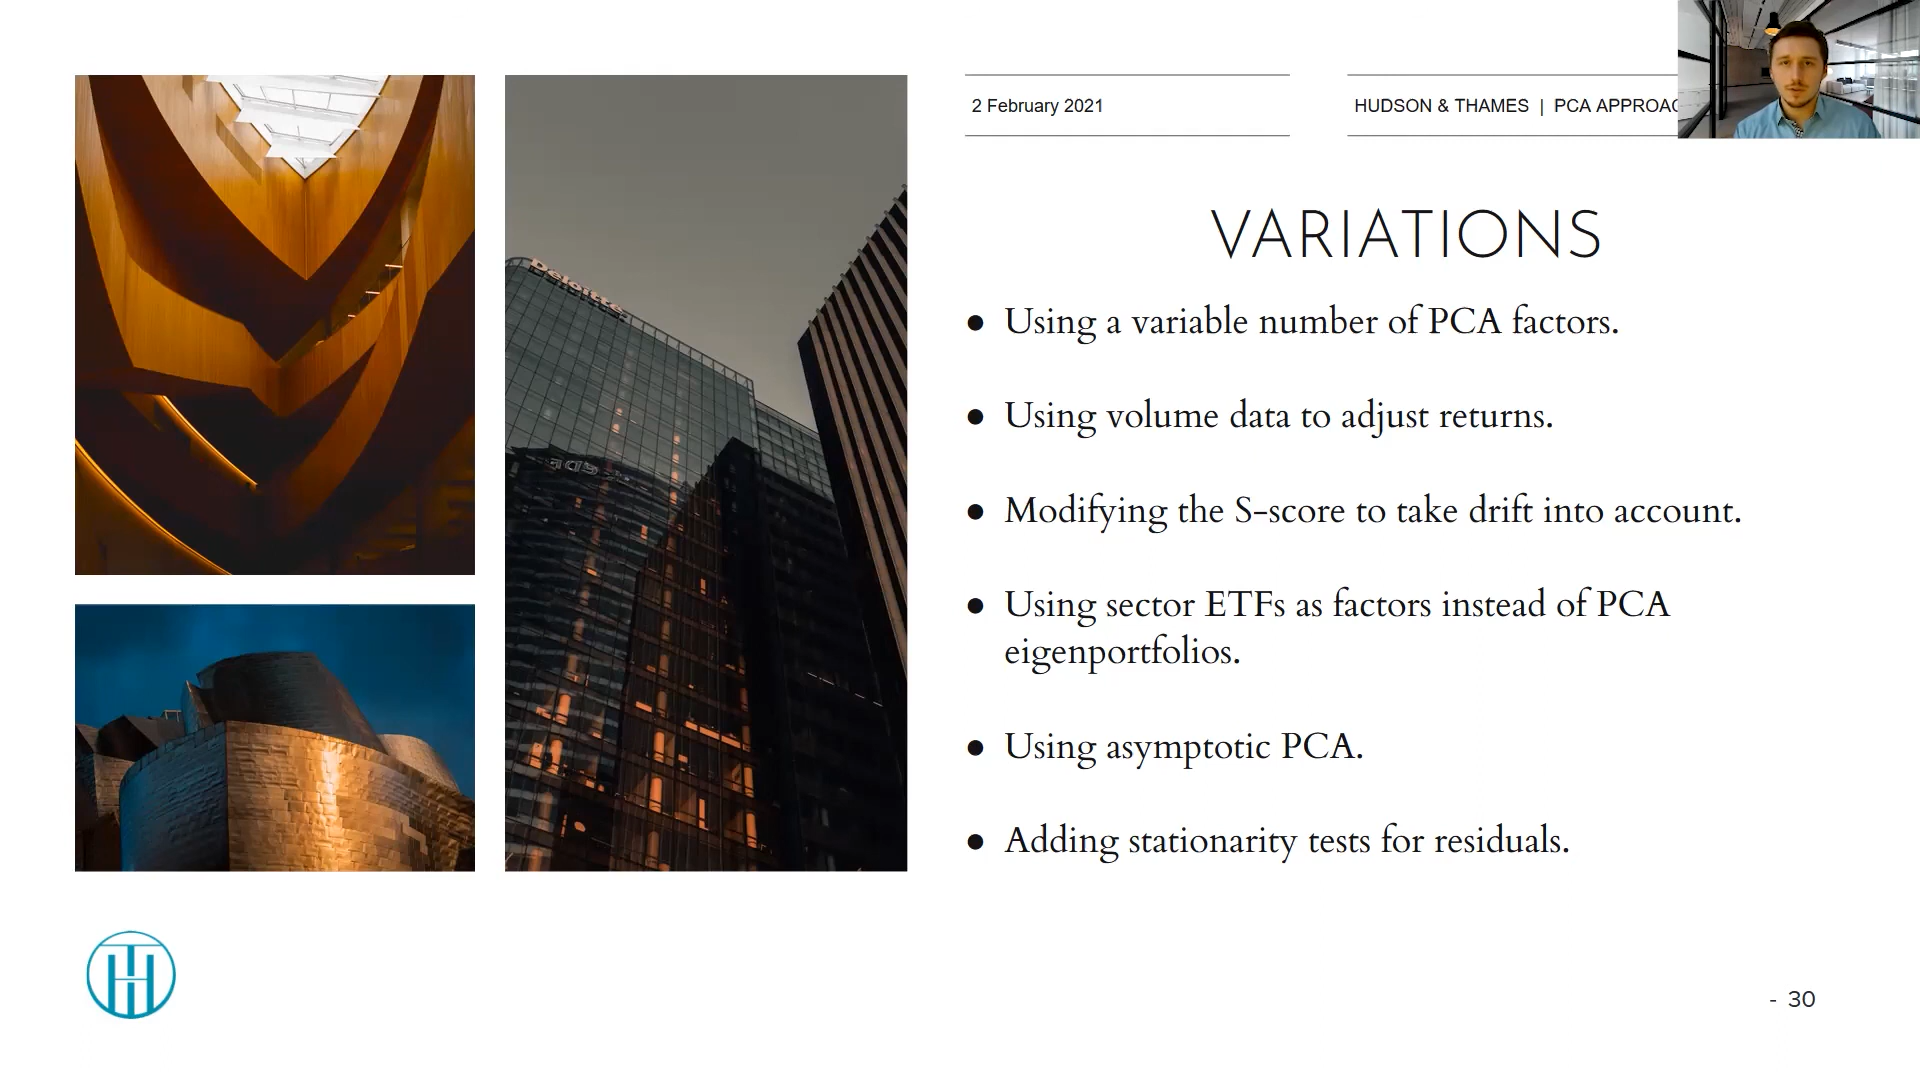 2 February 2021
HUDSON & THAMES | PCA
VARIATIONS
● Using a variable number of PCA factors.
● Using volume data to adjust returns.
● Modifying the S-score to take drift into account.
● Using sector ETFs as factors instead of PCA
eigenportfolios.
● Using asymptotic PCA.
● Adding stationarity tests for residuals.
Deloitte
- 30